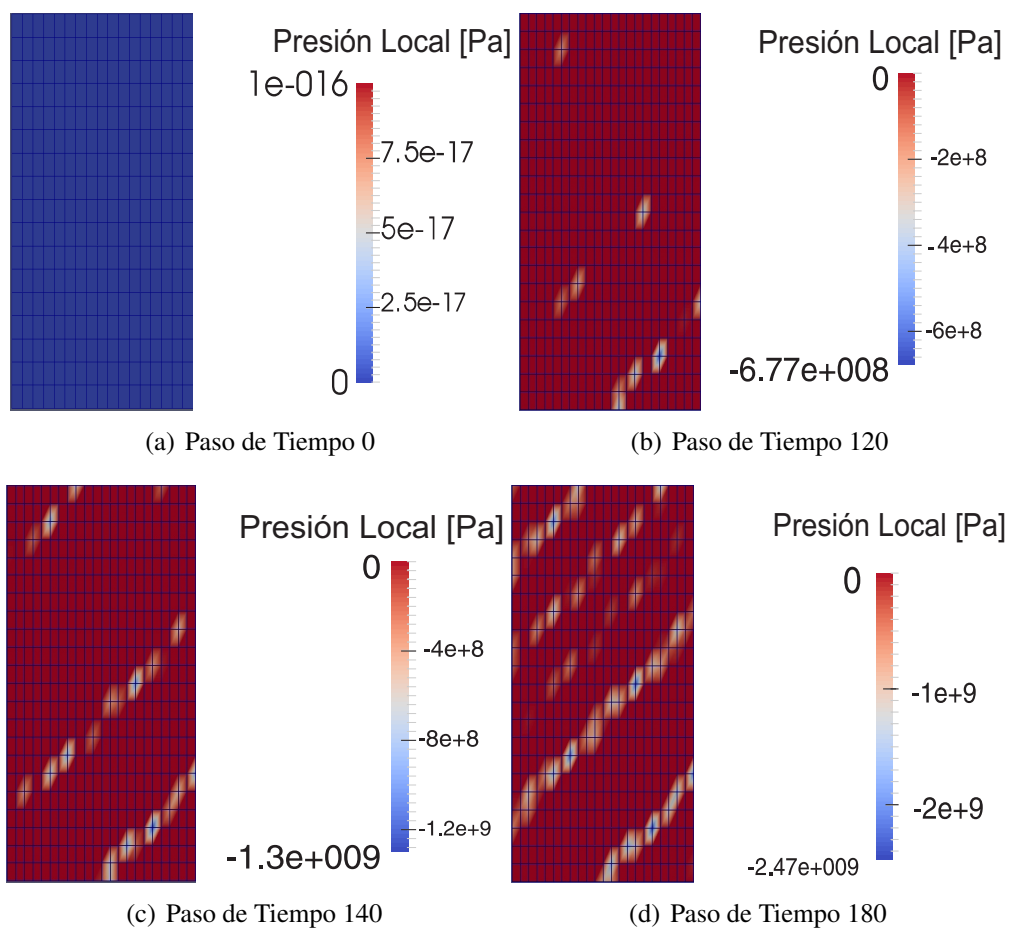 Presión Local [Pa]
1e-016
7.5e-17
5e-17
2.5e-17
0
(a) Paso de Tiempo 0
Presión Local [Pa]
0
-2e+8
-4e+8
-6e+8
-6.77e+008
(b) Paso de Tiempo 120
Presión Local [Pa]
0
-4e+8
-8e+8
-1.2e+9
-1.3e+009
(c) Paso de Tiempo 140
Presión Local [Pa]
0
-1e+9
-2e+9
-2.47e+009
(d) Paso de Tiempo 180